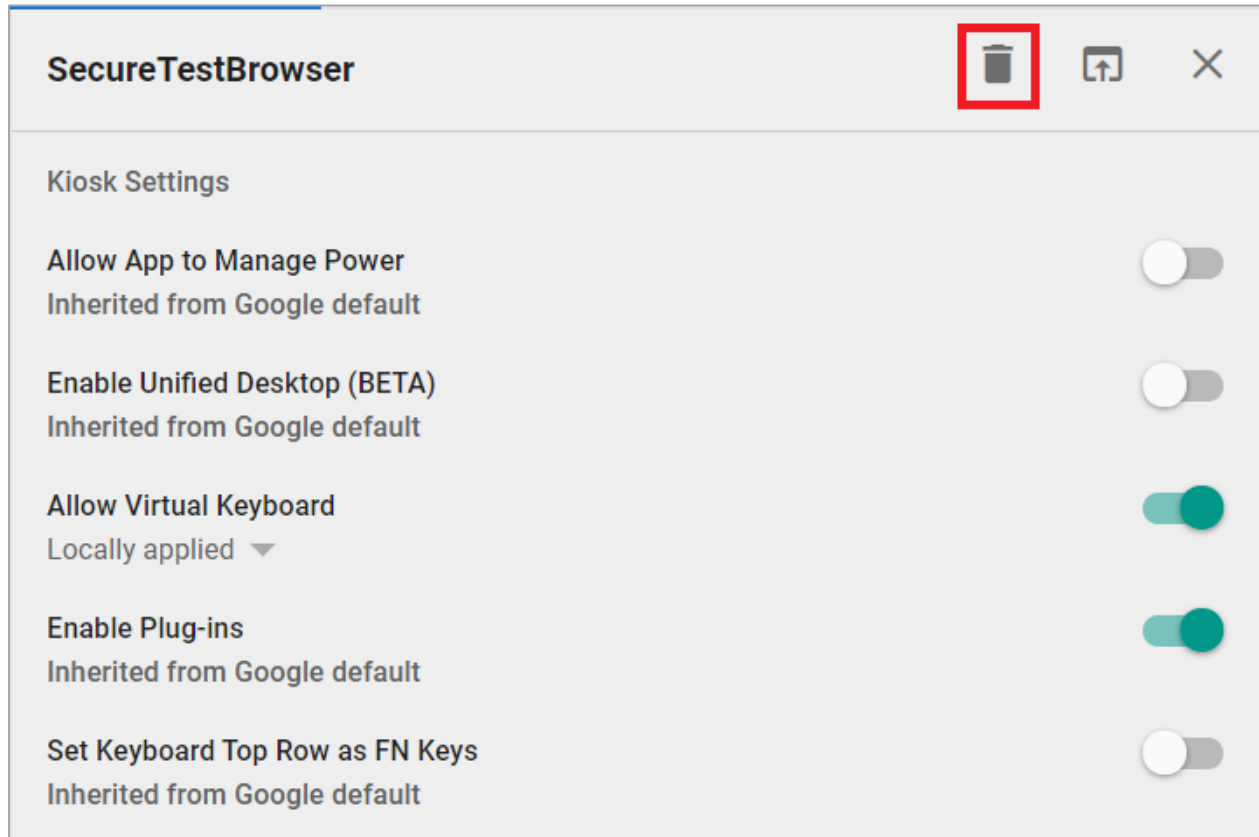 SecureTestBrowser
Kiosk Settings
Allow App to Manage Power
Inherited from Google default
Enable Unified Desktop (BETA)
Inherited from Google default
Allow Virtual Keyboard
Locally applied
Enable Plug-ins
Inherited from Google default
Set Keyboard Top Row as FN Keys
Inherited from Google default